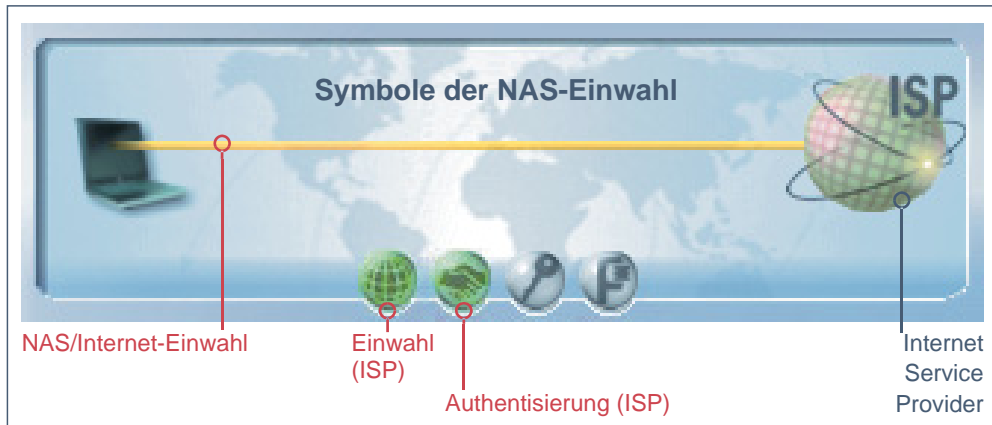 Symbole der NAS-Einwahl
ISP
NAS/Internet-Einwahl
Einwahl
(ISP)
Authentisierung (ISP)
Internet
Service
Provider